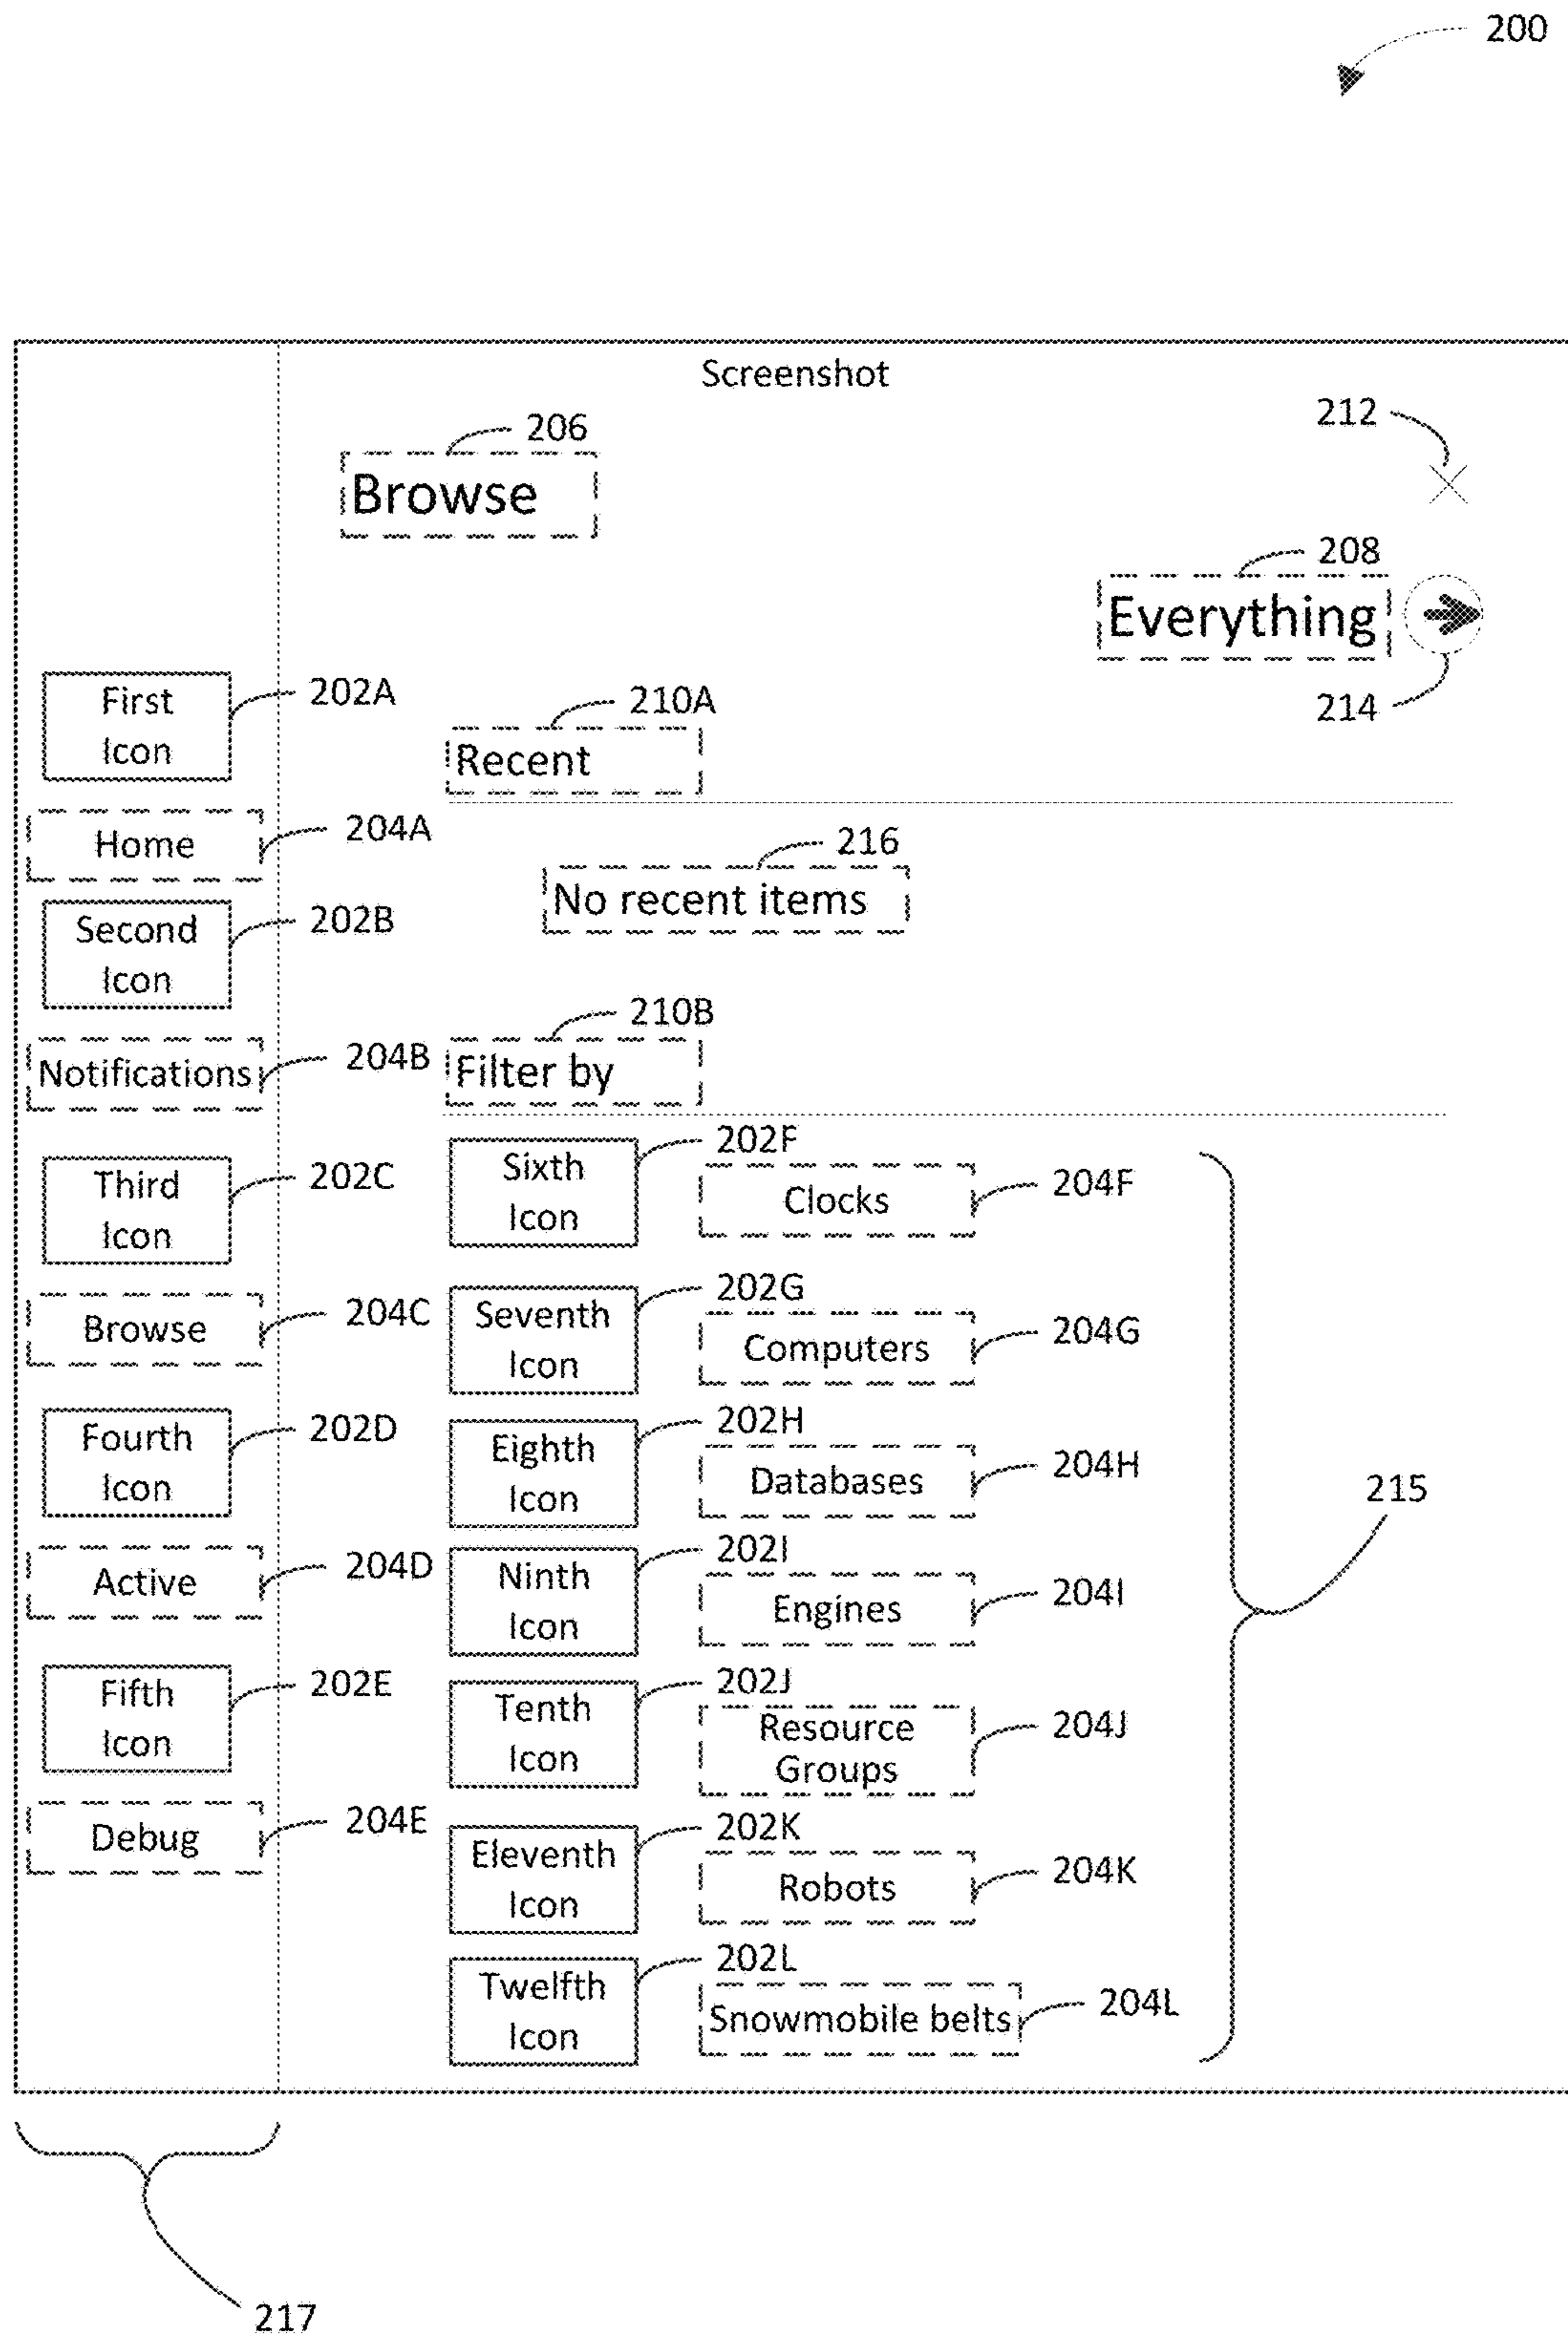 200
Screenshot
206
212
Browse
208
Everything
214
First
Icon
202A
Home
204A
Second
Icon
202B
Notifications
204B
Third
Icon
202C
Browse
204C
Fourth
Icon
202D
Active
204D
Fifth
Icon
202E
Debug
204E
210A
Recent
216
No recent items
210B
Filter by
Sixth
Icon
202F
Clocks
204F
Seventh
Icon
202G
Computers
204G
Eighth
Icon
202H
Databases
204H
Ninth
Icon
202I
Engines
204I
Tenth
Icon
202J
Resource
Groups
204J
Eleventh
Icon
202K
Robots
204K
Twelfth
Icon
202L
Snowmobile belts
204L
215
217